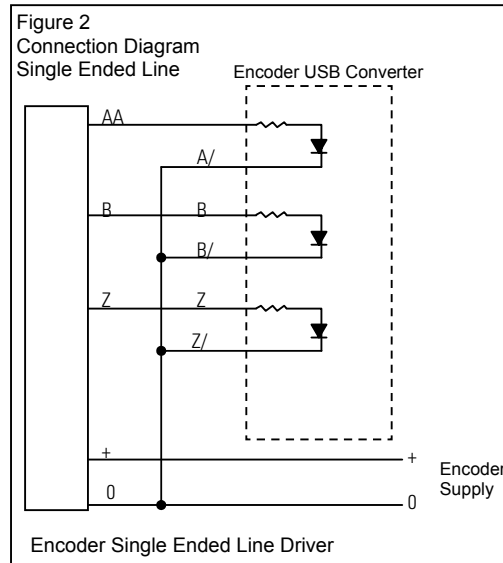 Figure 2
Connection Diagram
Single Ended Line
Encoder USB Converter
AA
A/
B B
B/
Z Z
Z/
+ +
Encoder
Supply
0 0
Encoder Single Ended Line Driver